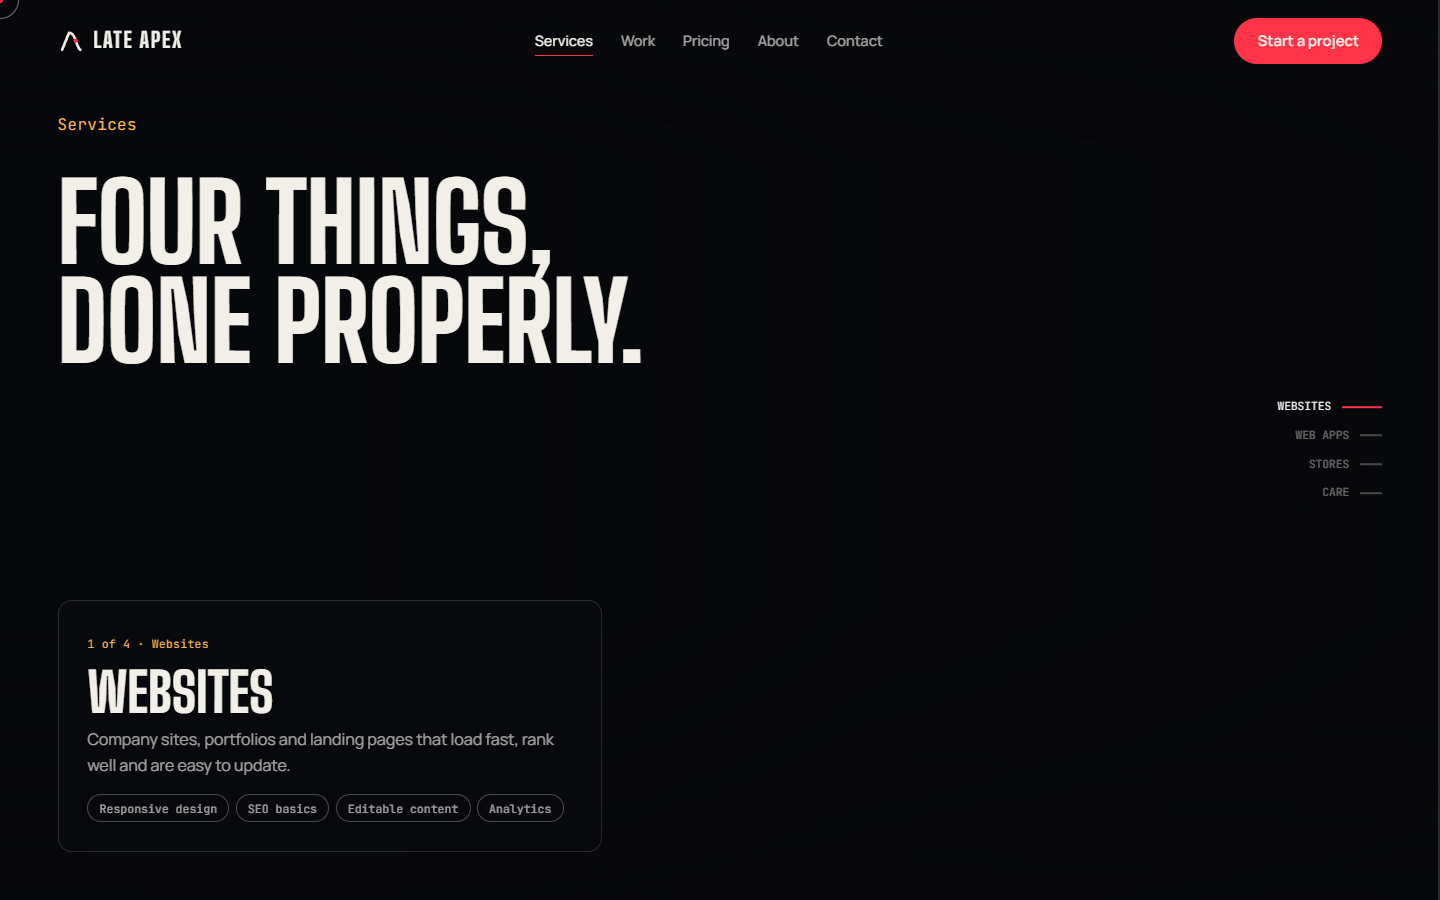 LATE APEX
Services
Work
Pricing
About
Contact
Start a project
Services
FOUR THINGS,
DONE PROPERLY.
WEBSITES
WEB APPS
STORES
CARE
1 of 4 · Websites
WEBSITES
Company sites, portfolios and landing pages that load fast, rank
well and are easy to update.
Responsive design
SEO basics
Editable content
Analytics